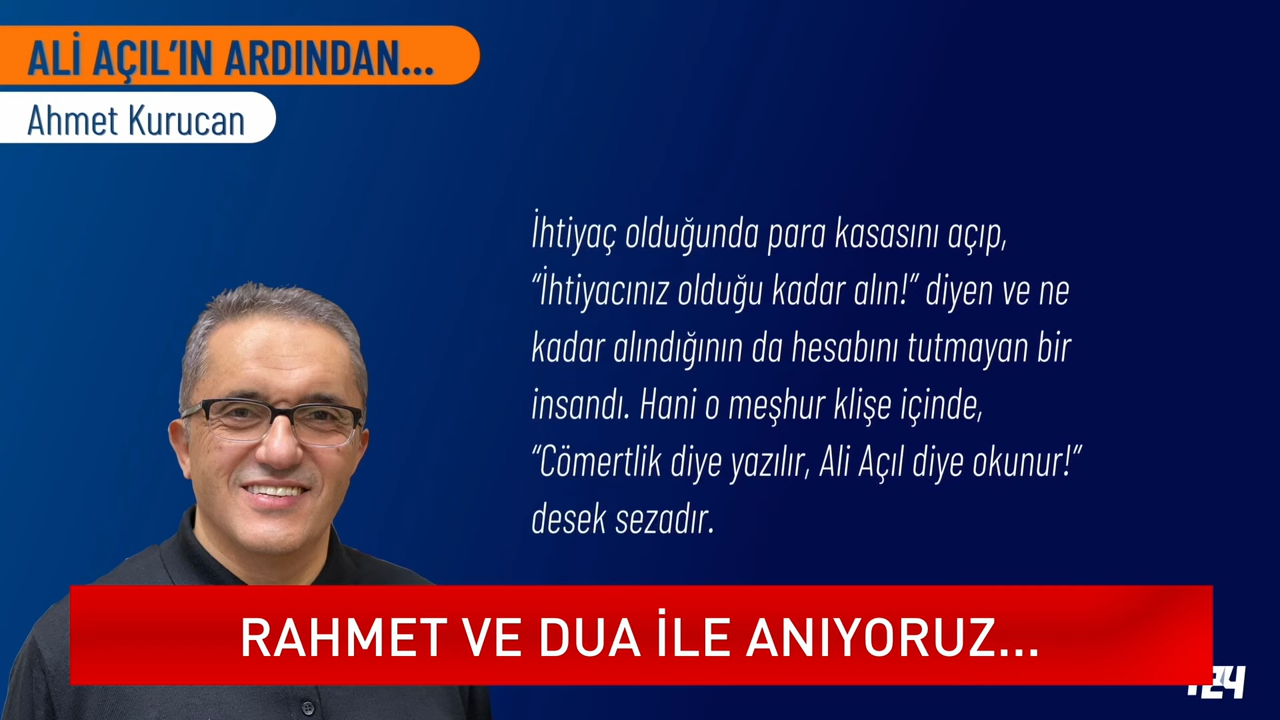 ALİ AÇIL’IN ARDINDAN...
Ahmet Kurucan
İhtiyaç olduğunda para kasasını açıp,
“İhtiyacınız olduğu kadar alın!” diyen ve ne
kadar alındığının da hesabını tutmayan bir
insandı. Hani o meşhur klişe içinde,
“Cömertlik diye yazılır, Ali Açıl diye okunur!”
desek sezadır.
RAHMET VE DUA İLE ANIYORUZ...